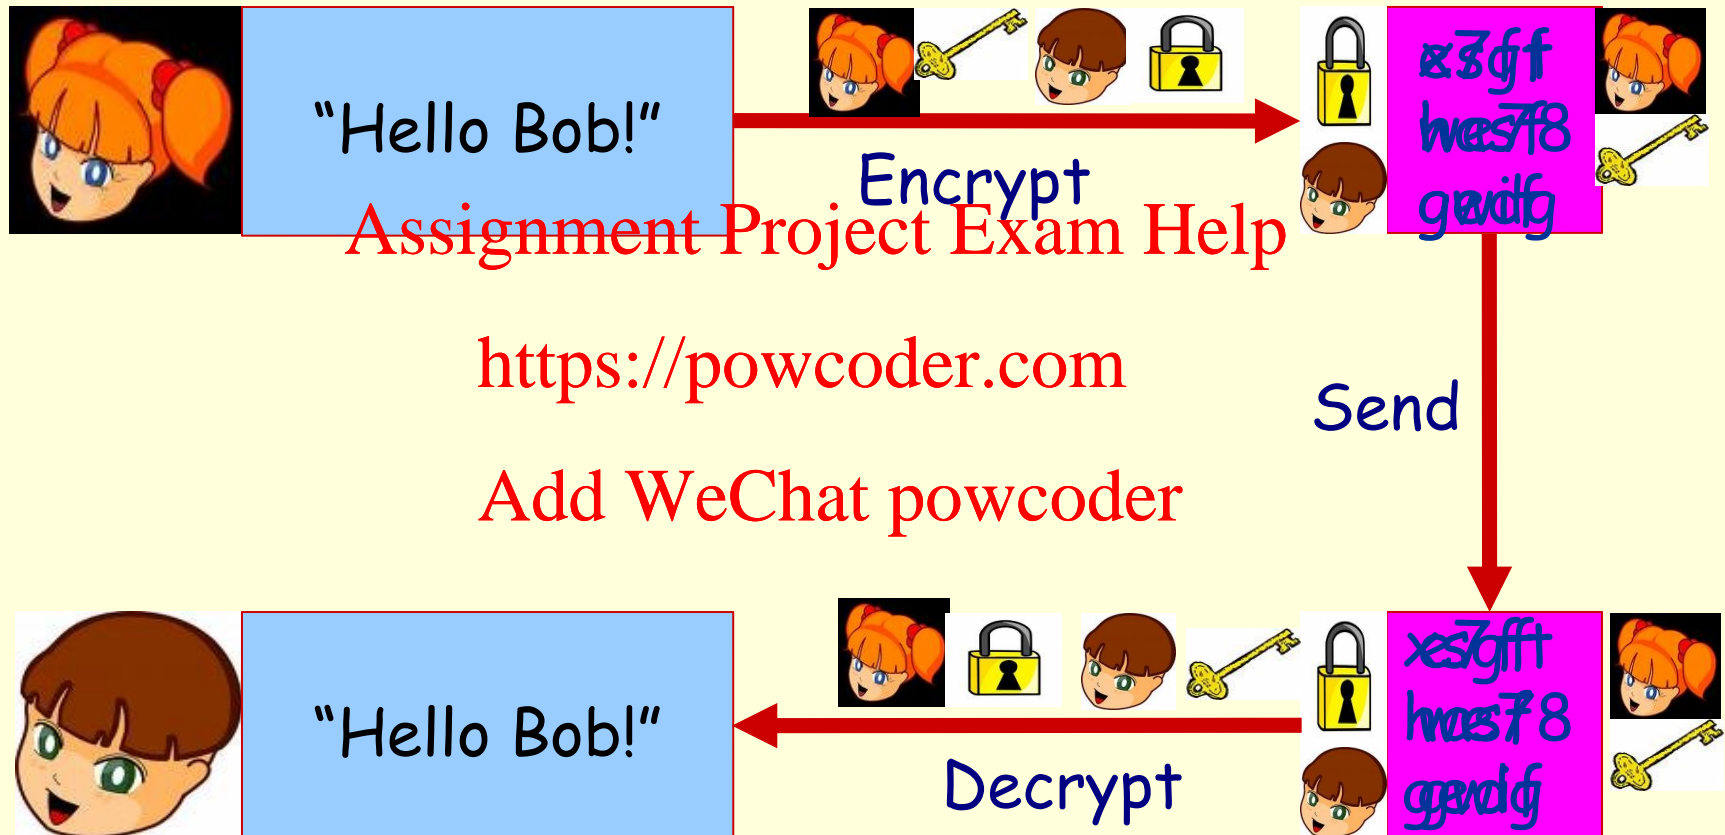 “Hello Bob!”
Encrypt
Assignment Project Exam Help
https://powcoder.com
Send
Add WeChat powcoder
“Hello Bob!”
Decrypt